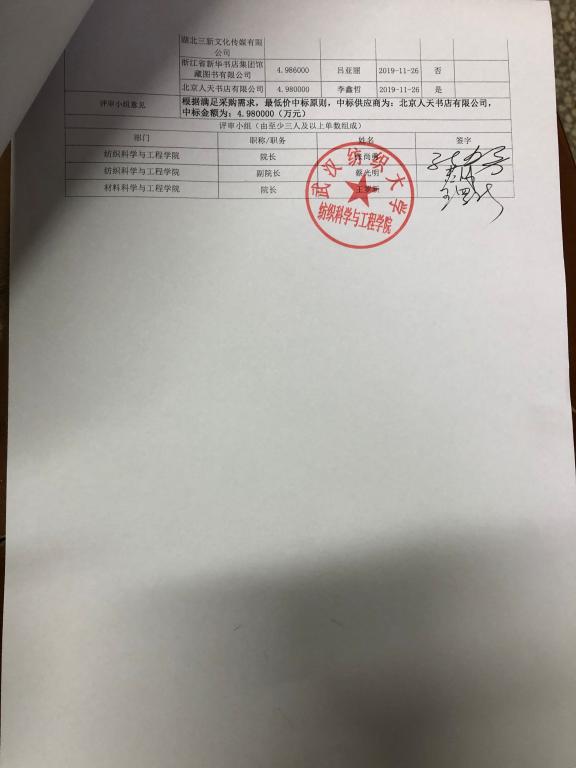 湖北三新文化传媒有限
公司
浙江省新华书店集团馆
藏图书有限公司 4.986000 吕亚丽 2019-11-26 否
北京人天书店有限公司 4.980000 李鑫哲 2019-11-26 是
评审小组意见 根据满足采购需求，最低价中标原则，中标供应商为：北京人天书店有限公司，
中标金额为：4.980000（万元）
评审小组（由至少三人及以上单数组成）
部门 职称/职务 姓名 签字
纺织科学与工程学院 院长
纺织科学与工程学院 副院长 蔡光明
材料科学与工程学院 院长
武汉纺织大学
纺织科学与工程学院